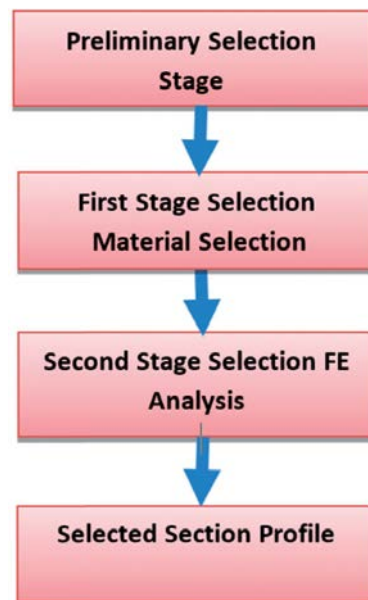 Preliminary Selection
Stage
First Stage Selection
Material Selection
Second Stage Selection FE
Analysis
Selected Section Profile